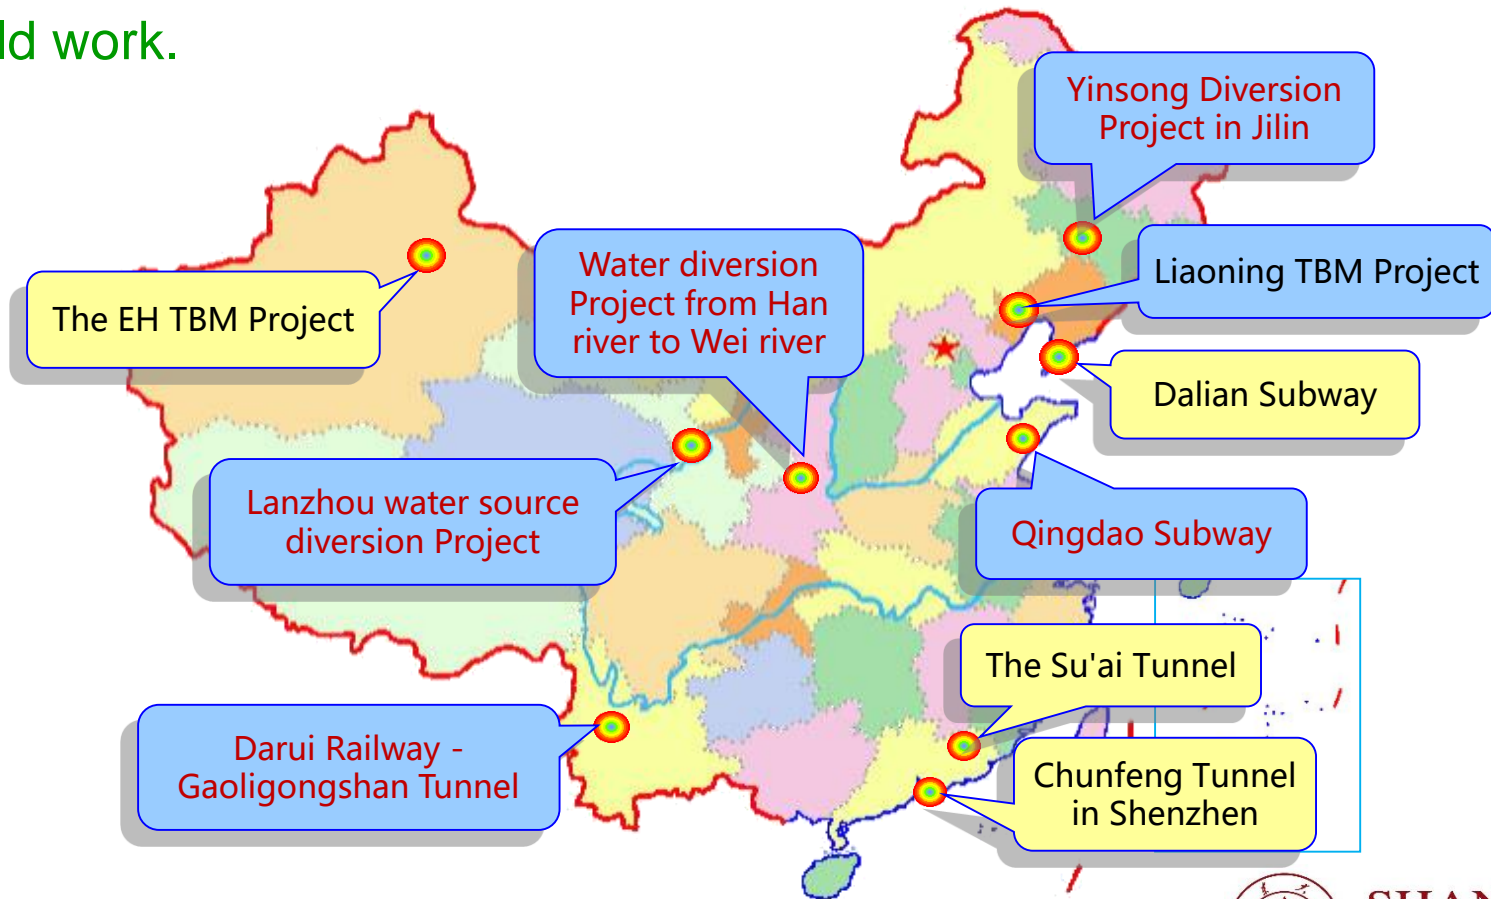 work.
Yinsong Diversion
Project in Jilin
Water diversion
Project from Han
river to Wei river
Liaoning TBM Project
The EH TBM Project
Dalian Subway
Lanzhou water source
diversion Project
Qingdao Subway
The Su'ai Tunnel
Darui Railway -
Gaoligongshan Tunnel
Chunfeng Tunnel
in Shenzhen